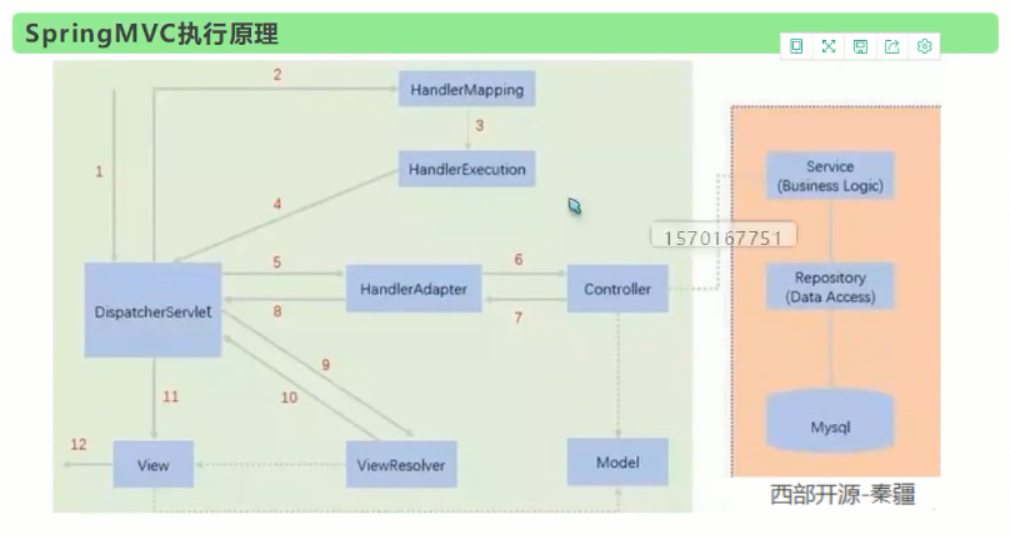 SpringMVC执行原理
2
HandlerMapping
3
1
HandlerExecution
4
5
6
HandlerAdapter
Controller
DispatcherServlet
8
7
9
10
11
12
View
ViewResolver
Model
Service
(Business Logic)
1570167751
Repository
(Data Access)
Mysql
西部开源-秦疆